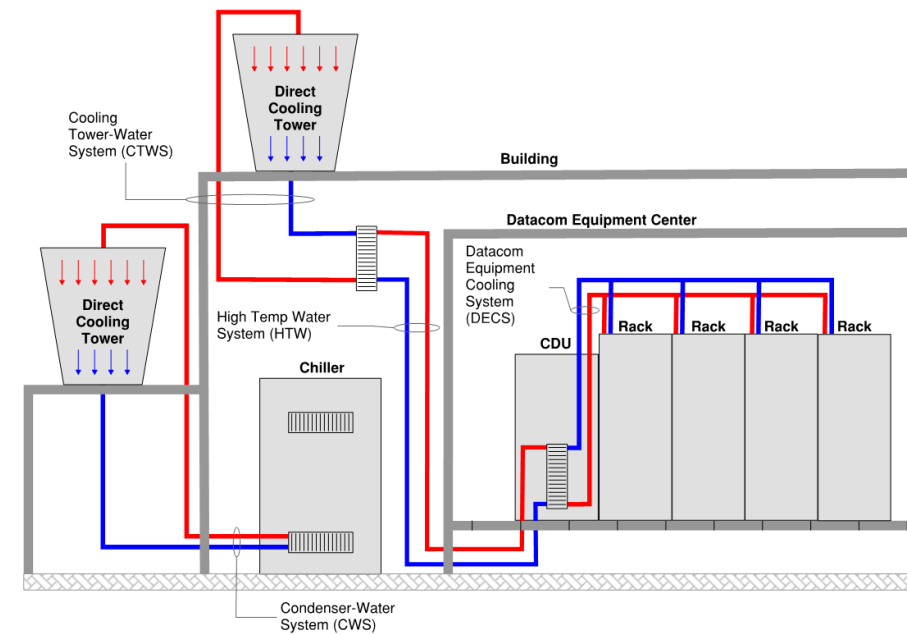 Direct
Cooling
Tower
Cooling
Tower-Water
System (CTWS)
Building
Datacom Equipment Center
Datacom
Equipment
Cooling
System
(DECS)
Direct
Cooling
Tower
High Temp Water
System (HTW)
Rack
Rack
Rack
Rack
CDU
Chiller
Condenser-Water
System (CWS)